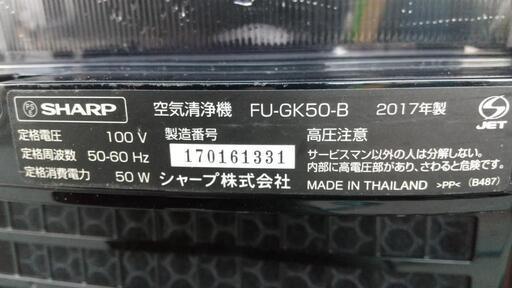 SHARP 空気清浄機 FU-GK50-B 2017年製
定格電圧 100 V 製造番号 高圧注意
定格周波数 50-60 Hz 170161331 サービスマン以外の人は分解しない。
内部に高電圧部があり、さわると危険です。
定格消費電力 50 W シャープ株式会社 MADE IN THAILAND >PP< (B487)
S JET